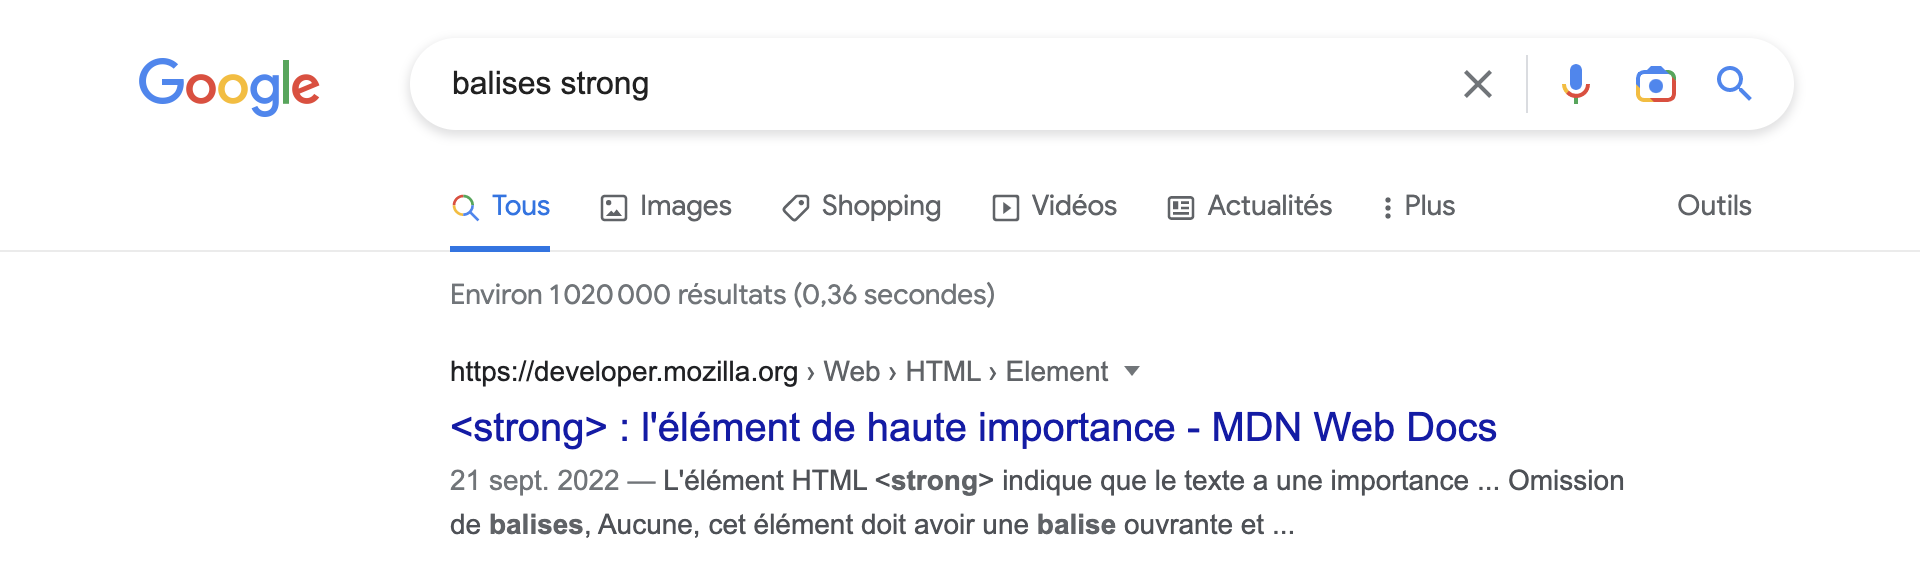 Google
balises strong
Tous Images Shopping Vidéos Actualités Plus Outils
Environ 1 020 000 résultats (0,36 secondes)
https://developer.mozilla.org › Web › HTML › Element
<strong> : l'élément de haute importance - MDN Web Docs
21 sept. 2022 — L'élément HTML <strong> indique que le texte a une importance ... Omission
de balises, Aucune, cet élément doit avoir une balise ouvrante et ...